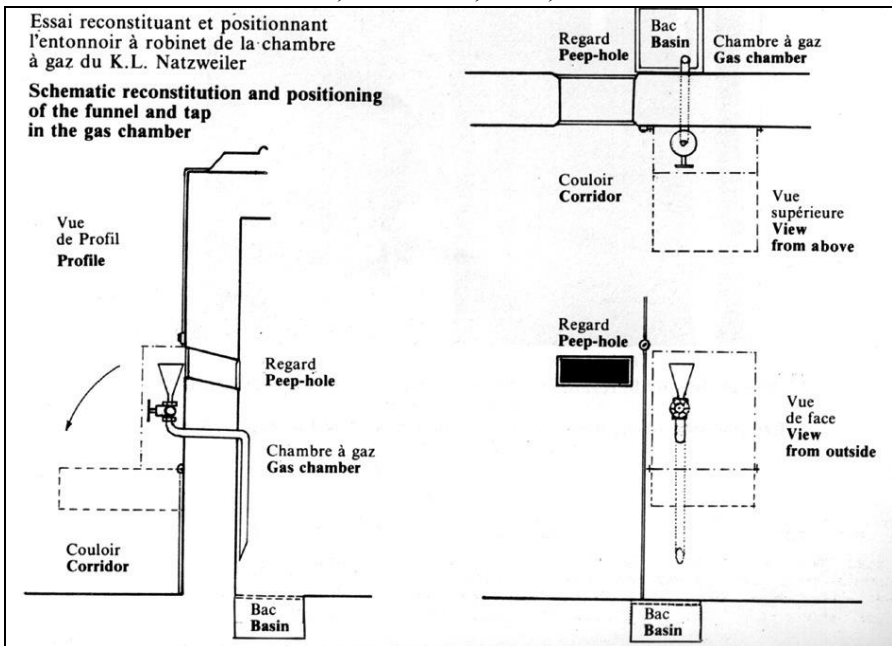 Essai reconstituant et positionnant
l'entonnoir à robinet de la chambre
à gaz du K.L. Natzweiler
Schematic reconstitution and positioning
of the funnel and tap
in the gas chamber
Vue
de Profil
Profile
Regard
Peep-hole
Chambre à gaz
Gas chamber
Couloir
Corridor
Bac
Basin
Regard
Peep-hole
Bac
Basin
Chambre à gaz
Gas chamber
Couloir
Corridor
Vue
supérieure
View
from above
Regard
Peep-hole
Vue
de face
View
from outside
Bac
Basin